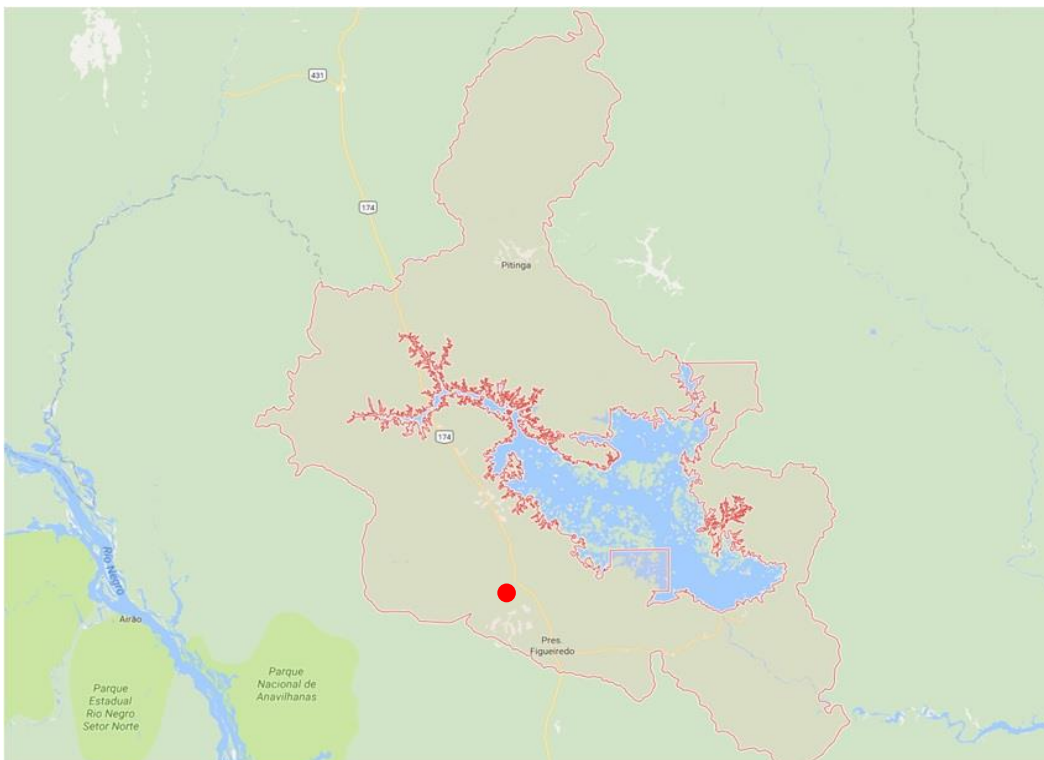 431
174
Pitinga
174
Rio Negro
Airão
Pres.
Figueiredo
Parque
Nacional de
Anavilhanas
Parque
Estadual
Rio Negro
Setor Norte